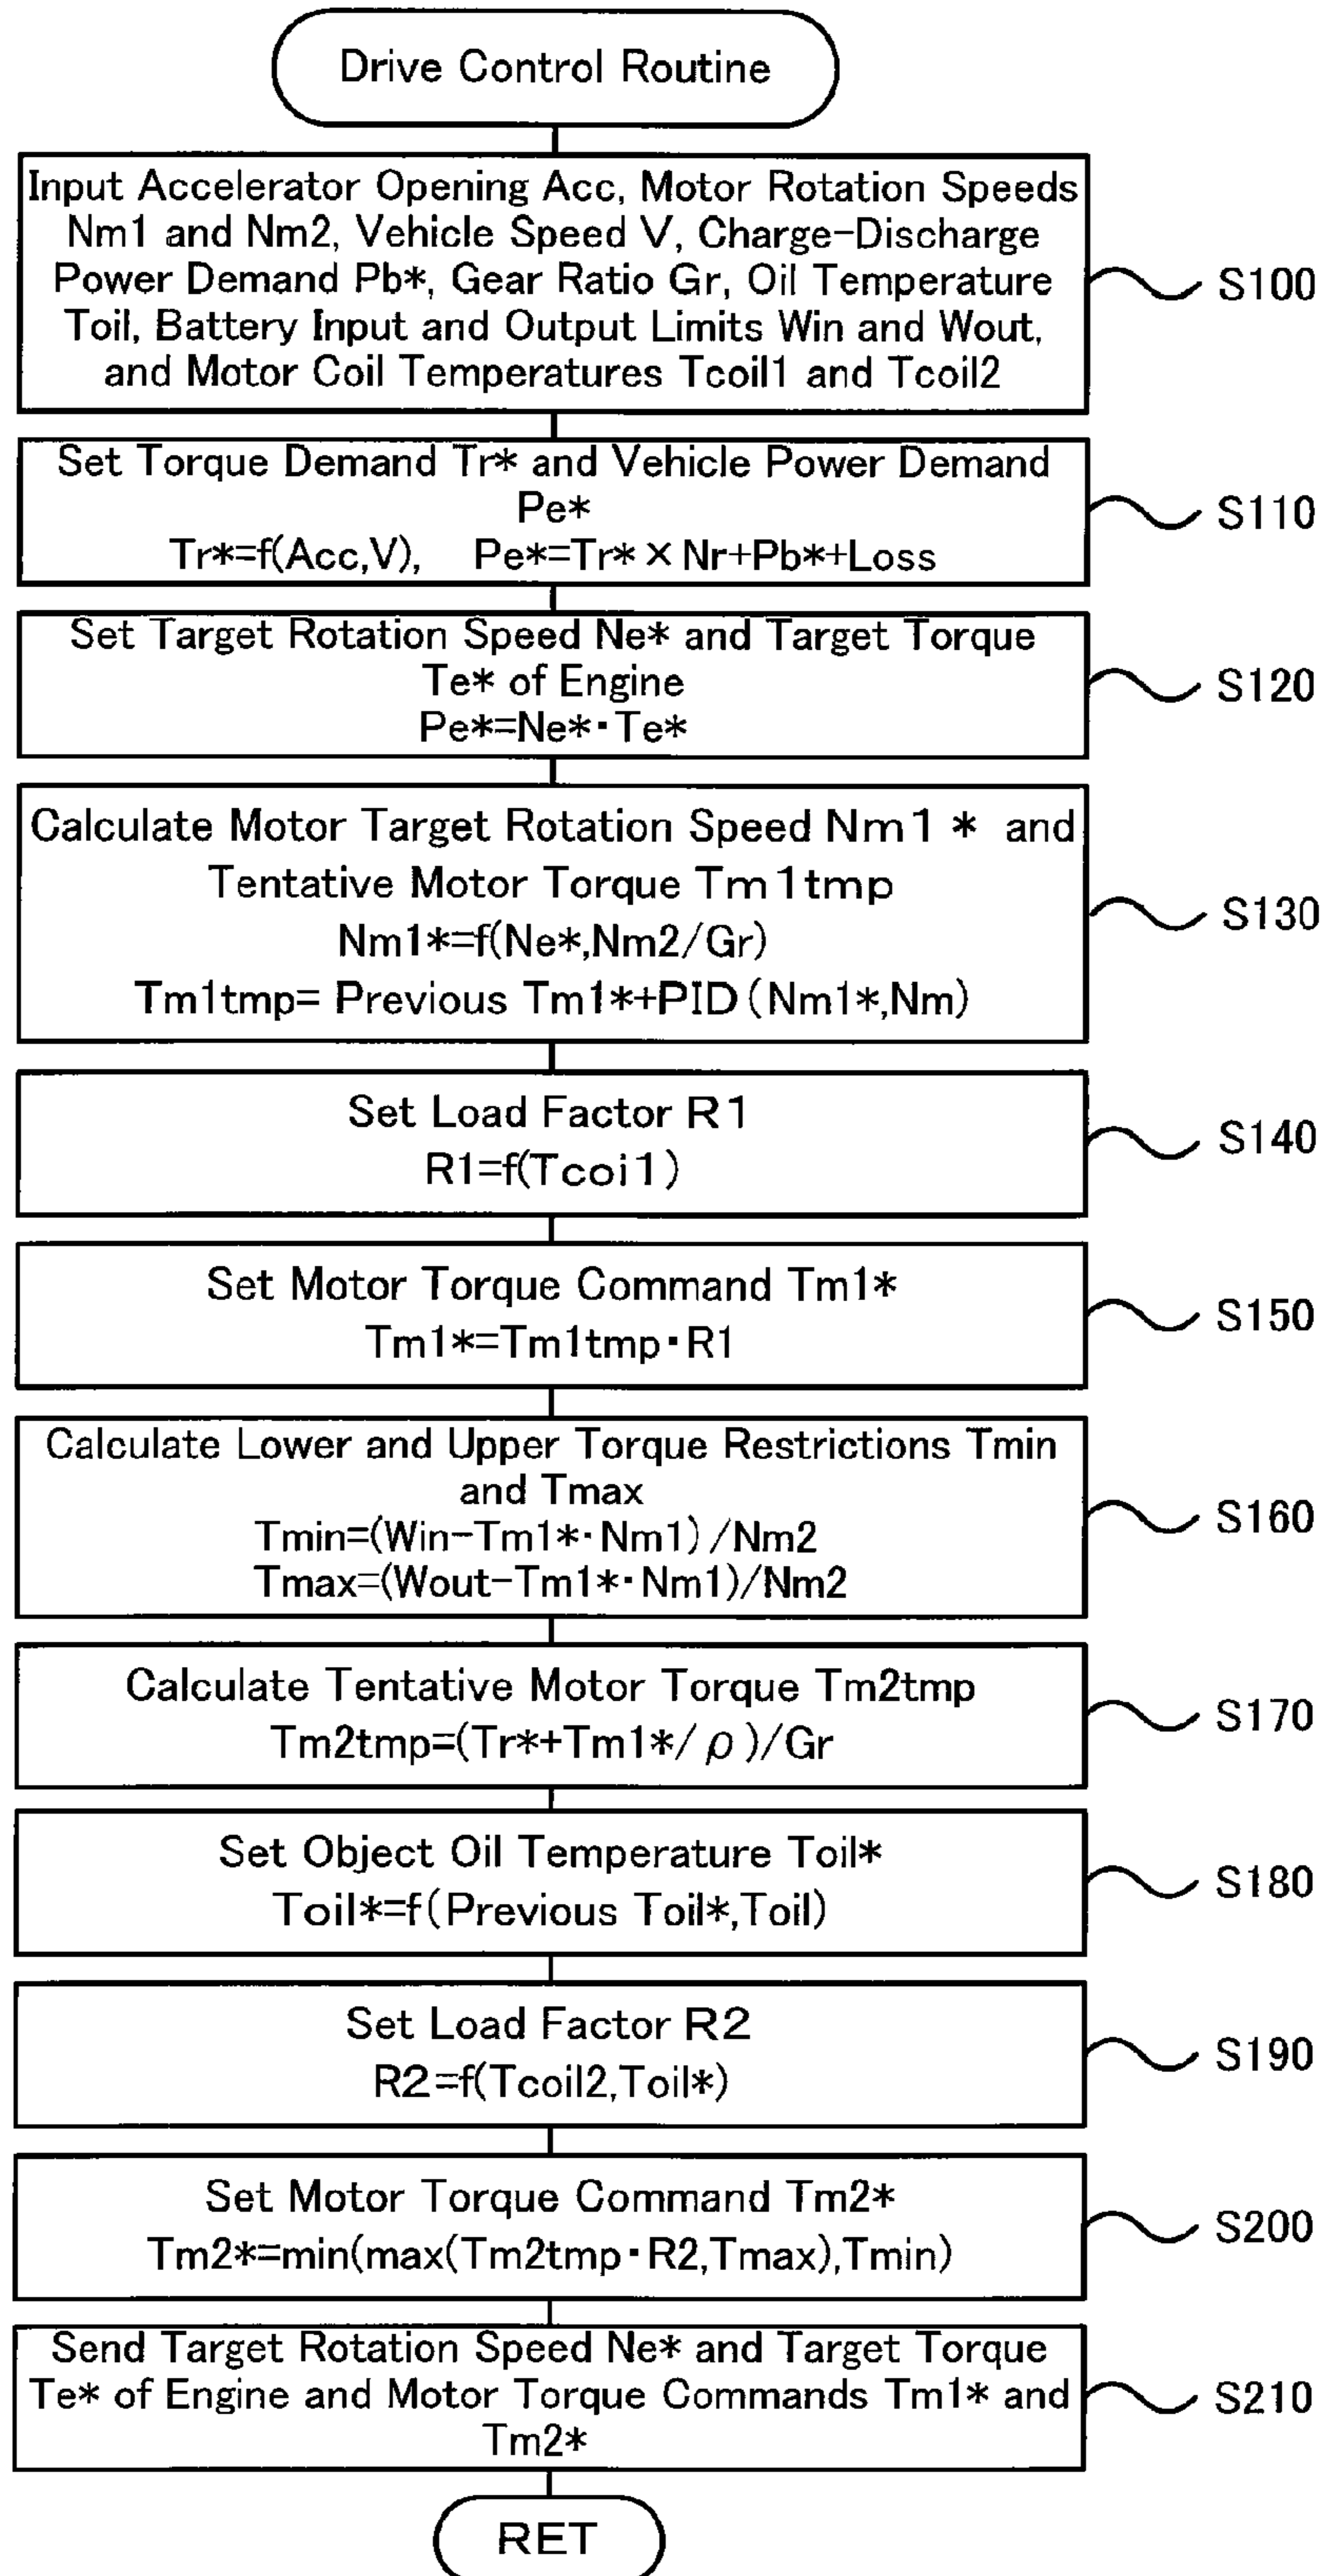 Drive Control Routine
Input Accelerator Opening Acc, Motor Rotation Speeds
Nm1 and Nm2, Vehicle Speed V, Charge-Discharge
Power Demand Pb*, Gear Ratio Gr, Oil Temperature
Toil, Battery Input and Output Limits Win and Wout,
and Motor Coil Temperatures Tcoil1 and Tcoil2
S100
Set Torque Demand Tr* and Vehicle Power Demand
Pe*
Tr*=f(Acc,V), Pe*=Tr*×Nr+Pb*+Loss
S110
Set Target Rotation Speed Ne* and Target Torque
Te* of Engine
Pe*=Ne*・Te*
S120
Calculate Motor Target Rotation Speed Nm1 * and
Tentative Motor Torque Tm1tmp
Nm1*=f(Ne*,Nm2/Gr)
Tm1tmp= Previous Tm1*+PID(Nm1*,Nm)
S130
Set Load Factor R1
R1=f(Tcoi1)
S140
Set Motor Torque Command Tm1*
Tm1*=Tm1tmp・R1
S150
Calculate Lower and Upper Torque Restrictions Tmin
and Tmax
Tmin=(Win-Tm1*・Nm1)/Nm2
Tmax=(Wout-Tm1*・Nm1)/Nm2
S160
Calculate Tentative Motor Torque Tm2tmp
Tm2tmp=(Tr*+Tm1*/ρ)/Gr
S170
Set Object Oil Temperature Toil*
Toil*=f(Previous Toil*,Toil)
S180
Set Load Factor R2
R2=f(Tcoil2,Toil*)
S190
Set Motor Torque Command Tm2*
Tm2*=min(max(Tm2tmp・R2,Tmax),Tmin)
S200
Send Target Rotation Speed Ne* and Target Torque
Te* of Engine and Motor Torque Commands Tm1* and
Tm2*
S210
RET